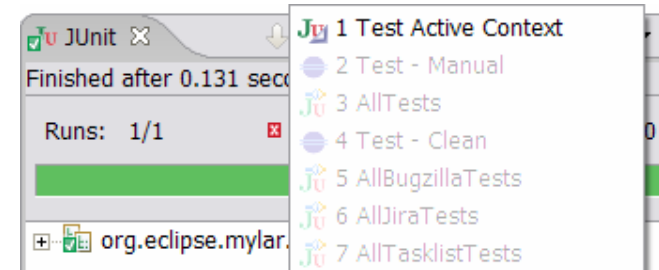 JUnit
Finished after 0.131 seco
Runs: 1/1
0
org.eclipse.mylar.
1 Test Active Context
2 Test - Manual
3 AllTests
4 Test - Clean
5 AllBugzillaTests
6 AllJiraTests
7 AllTasklistTests